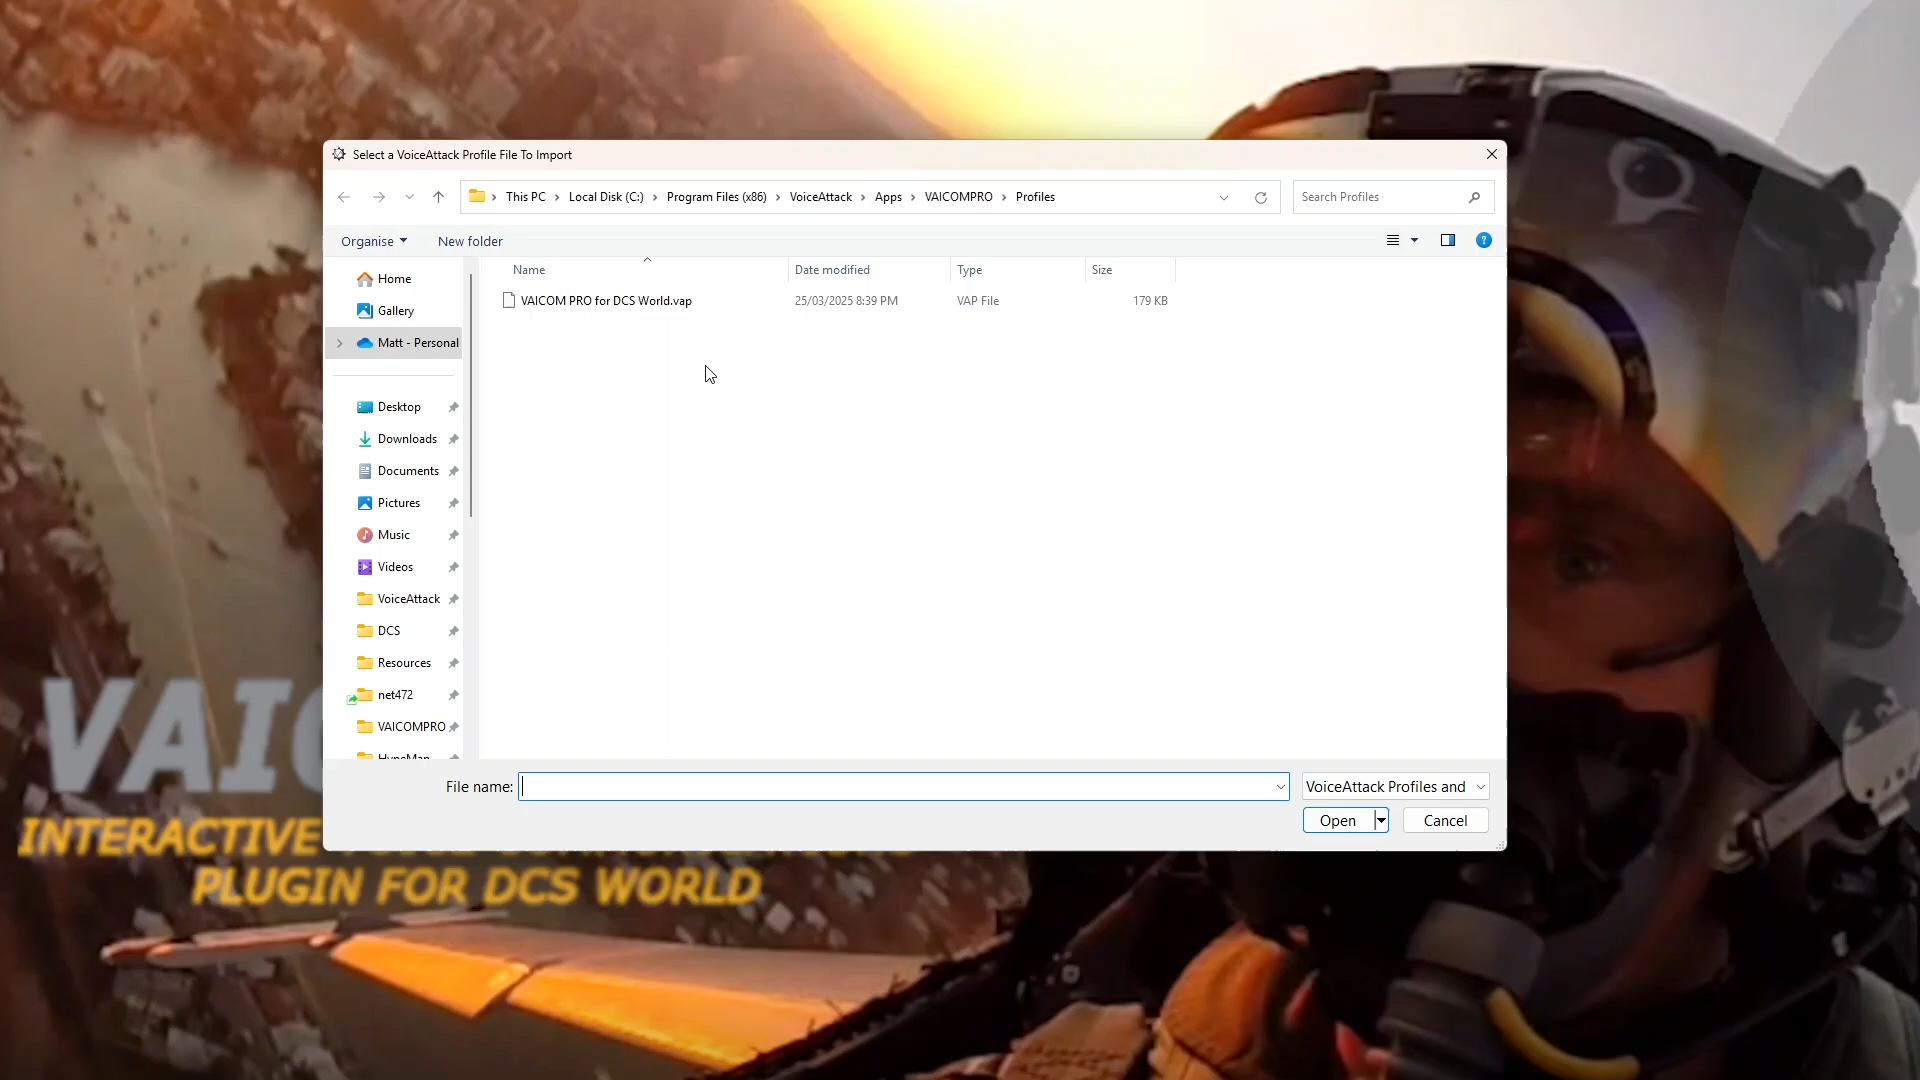 Select a VoiceAttack Profile File To Import
This PC > Local Disk (C:) > Program Files (x86) > VoiceAttack > Apps > VAICOMPRO > Profiles
Search Profiles
Organise
New folder
Name
Date modified
Type
Size
VAICOM PRO for DCS World.vap
25/03/2025 8:39 PM
VAP File
179 KB
Home
Gallery
Matt - Personal
Desktop
Downloads
Documents
Pictures
Music
Videos
VoiceAttack
DCS
Resources
net472
VAICOMPRO
HypeMan
File name:
VoiceAttack Profiles and
Open
Cancel
VAIC
INTERACTIVE
PLUGIN FOR DCS WORLD